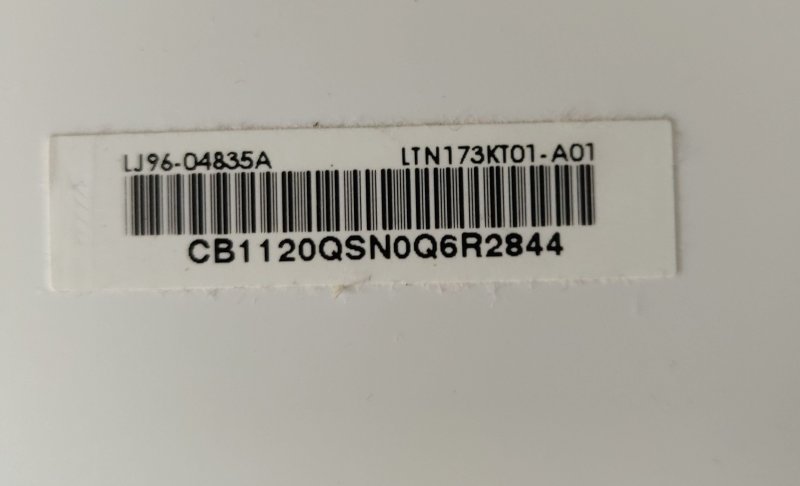 LJ96-04835A LTN173KT01-A01
CB1120QSN0Q6R2844